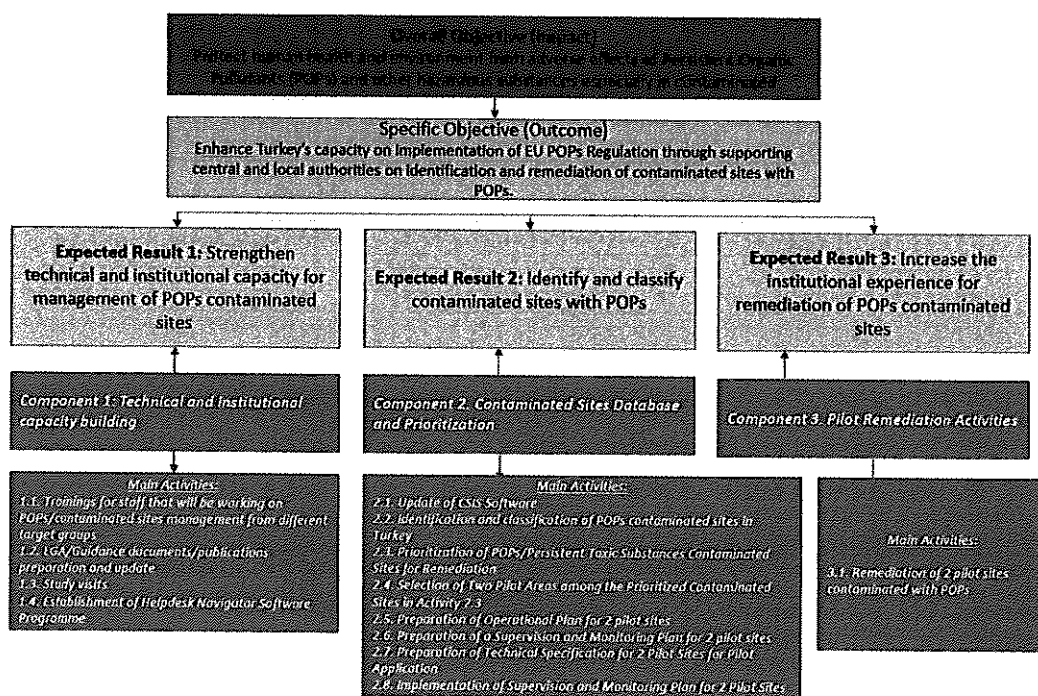 Overall Objective (Impact)
Protect human health and environment from adverse effects of Persistent Organic
Pollutants (POPs) and other hazardous substances especially in contaminated
Specific Objective (Outcome)
Enhance Turkey's capacity on Implementation of EU POPs Regulation through supporting
central and local authorities on identification and remediation of contaminated sites with
POPs.
Expected Result 1: Strengthen
technical and institutional capacity for
management of POPs contaminated
sites
Expected Result 2: Identify and classify
contaminated sites with POPs
Expected Result 3: Increase the
institutional experience for
remediation of POPs contaminated
sites
Component 1: Technical and institutional
capacity building
Component 2. Contaminated Sites Database
and Prioritization
Component 3. Pilot Remediation Activities
Main Activities:
1.1. Trainings for staff that will be working on
POPs/contaminated sites management from different
target groups
1.2. LGA/Guidance documents/publications
preparation and update
1.3. Study visits
1.4. Establishment of Helpdesk Navigator Software
Programme
Main Activities:
2.1. Update of CSIS Software
2.2. Identification and classification of POPs contaminated sites in
Turkey
2.3. Prioritization of POPs/Persistent Toxic Substances Contaminated
Sites for Remediation
2.4. Selection of Two Pilot Areas among the Prioritized Contaminated
Sites in Activity 2.3
2.5. Preparation of Operational Plan for 2 pilot sites
2.6. Preparation of a Supervision and Monitoring Plan for 2 pilot sites
2.7. Preparation of Technical Specification for 2 Pilot Sites for Pilot
Application
2.8. Implementation of Supervision and Monitoring Plan for 2 Pilot Sites
Main Activities:
3.1. Remediation of 2 pilot sites
contaminated with POPs